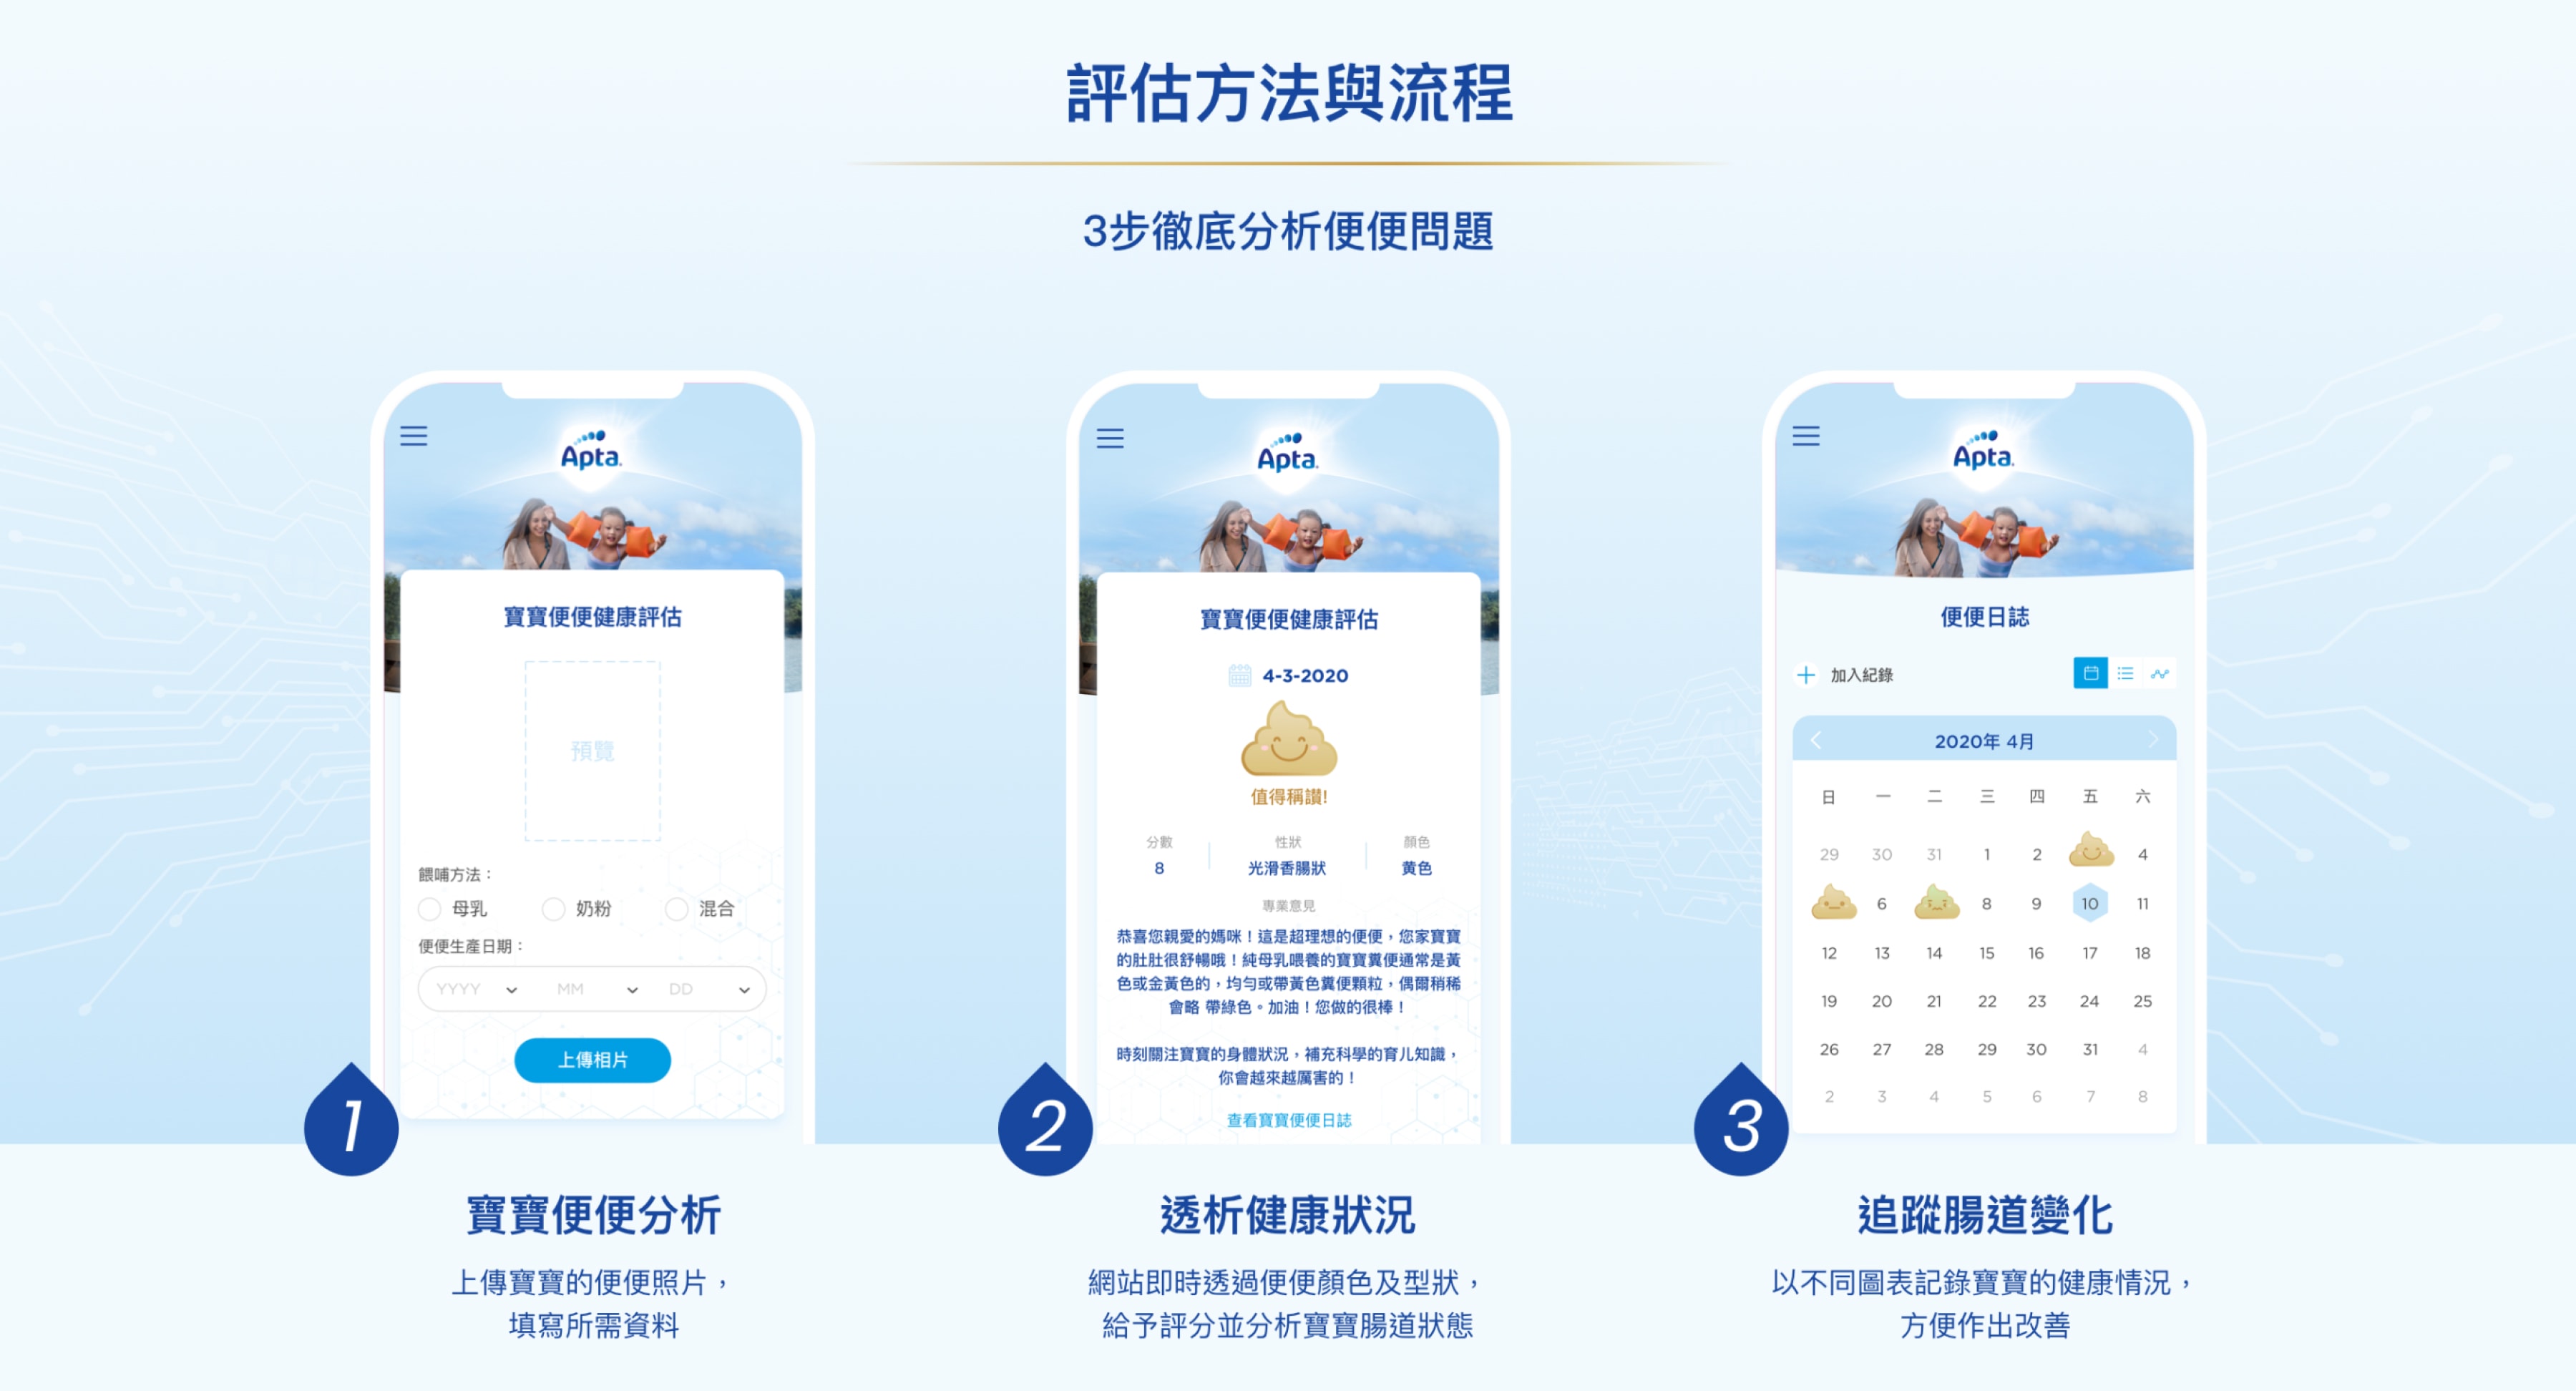 評估方法與流程
3步徹底分析便便問題
Apta.
寶寶便便健康評估
預覽
餵哺方法：
母乳 奶粉 混合
便便生產日期：
YYYY MM DD
上傳相片
1
寶寶便便分析
上傳寶寶的便便照片，
填寫所需資料
Apta.
寶寶便便健康評估
4-3-2020
值得稱讚!
分數 性狀 顏色
8 光滑香腸狀 黄色
專業意見
恭喜您親愛的媽咪！這是超理想的便便，您家寶寶
的肚肚很舒暢哦！純母乳喂養的寶寶糞便通常是黃
色或金黃色的，均勻或帶黃色糞便顆粒，偶爾稍稀
會略 帶綠色。加油！您做的很棒！
時刻關注寶寶的身體狀況，補充科學的育儿知識，
你會越來越厲害的！
查看寶寶便便日誌
2
透析健康狀況
網站即時透過便便顏色及型狀，
給予評分並分析寶寶腸道狀態
Apta.
便便日誌
加入紀錄
2020年 4月
日 一 二 三 四 五 六
29 30 31 1 2 4
6 8 9 10 11
12 13 14 15 16 17 18
19 20 21 22 23 24 25
26 27 28 29 30 31 4
2 3 4 5 6 7 8
3
追蹤腸道變化
以不同圖表記錄寶寶的健康情況，
方便作出改善